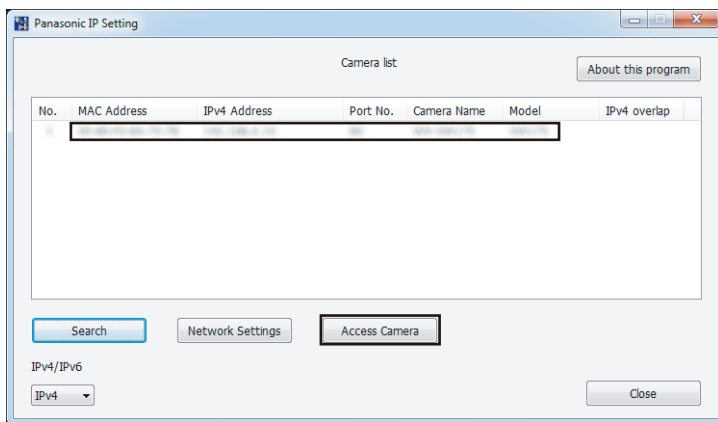 Panasonic IP Setting
Camera list
About this program
No. MAC Address IPv4 Address Port No. Camera Name Model IPv4 overlap
Search Network Settings Access Camera
IPv4/IPv6
IPv4
Close